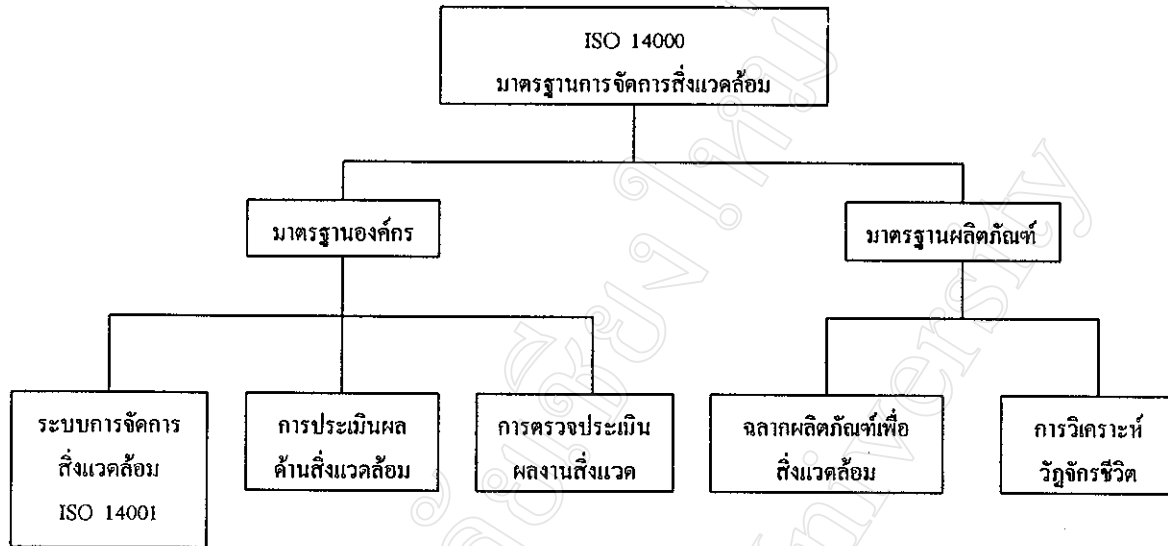 ISO 14000
มาตรฐานการจัดการสิ่งแวดล้อม
มาตรฐานองค์กร
มาตรฐานผลิตภัณฑ์
ระบบการจัดการ
สิ่งแวดล้อม
ISO 14001
การประเมินผล
ด้านสิ่งแวดล้อม
การตรวจประเมิน
ผลงานสิ่งแวด
ฉลากผลิตภัณฑ์เพื่อ
สิ่งแวดล้อม
การวิเคราะห์
วัฏจักรชีวิต
University